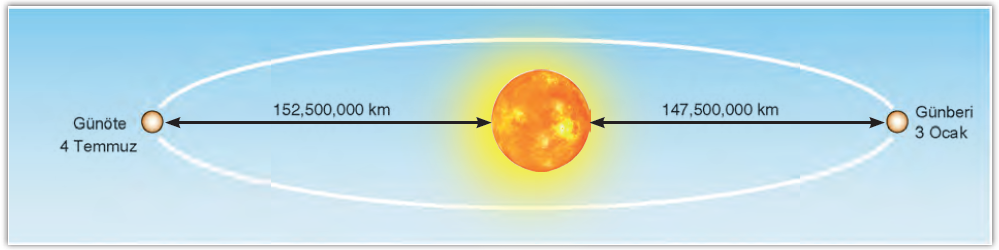 Günöte
4 Temmuz
152,500,000 km
147,500,000 km
Günberi
3 Ocak